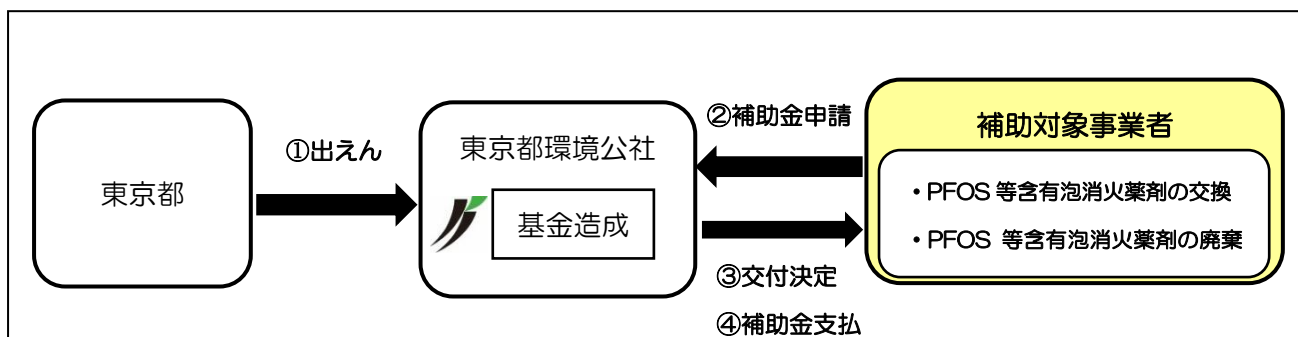 東京都
①出えん
東京都環境公社
基金造成
②補助金申請
③交付決定
④補助金支払
補助対象事業者
・PFOS 等含有泡消火薬剤の交換
・PFOS 等含有泡消火薬剤の廃棄